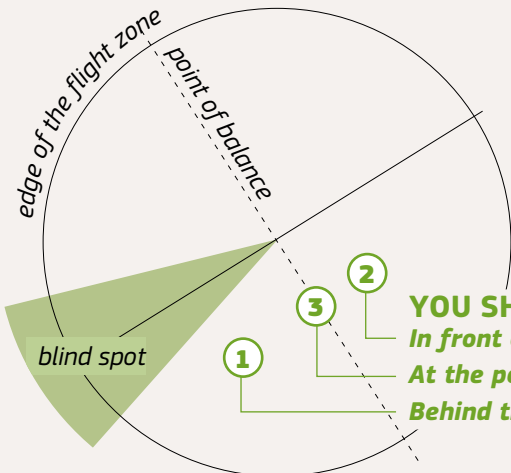 edge of the flight zone
point of balance
2
3
YOU SH
In front
At the po
blind spot
1
Behind t